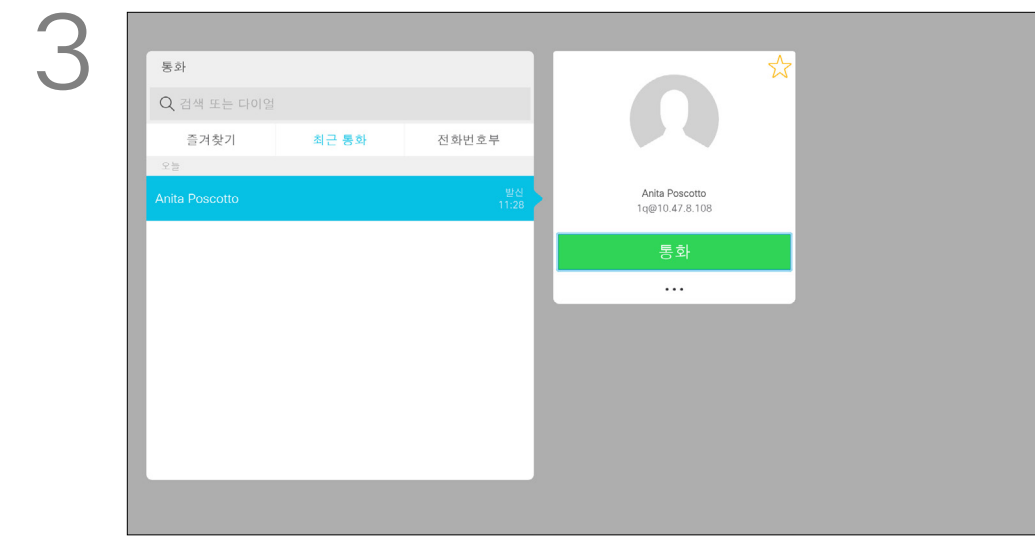 3
통화
검색 또는 다이얼
즐겨찾기 최근 통화 전화번호부
오늘
Anita Poscotto 발신
11:28
Anita Poscotto
1q@10.47.8.108
통화
...